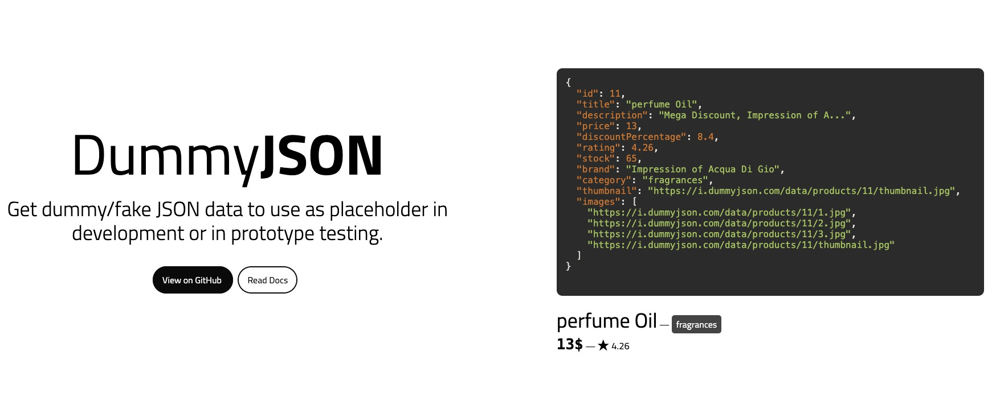 DummyJSON
Get dummy/fake JSON data to use as placeholder in
development or in prototype testing.
View on GitHub
Read Docs
{
  "id": 11,
  "title": "perfume Oil",
  "description": "Mega Discount, Impression of A...",
  "price": 13,
  "discountPercentage": 8.4,
  "rating": 4.26,
  "stock": 65,
  "brand": "Impression of Acqua Di Gio",
  "category": "fragrances",
  "thumbnail": "https://i.dummyjson.com/data/products/11/thumbnail.jpg",
  "images": [
    "https://i.dummyjson.com/data/products/11/1.jpg",
    "https://i.dummyjson.com/data/products/11/2.jpg",
    "https://i.dummyjson.com/data/products/11/3.jpg",
    "https://i.dummyjson.com/data/products/11/thumbnail.jpg"
  ]
}
perfume Oil — fragrances
13$ — ★ 4.26